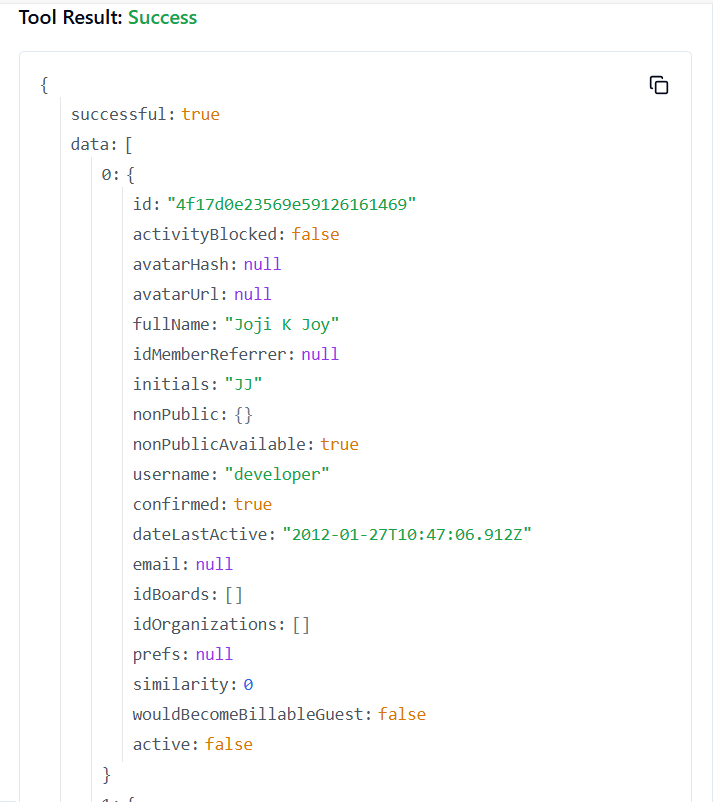 Tool Result: Success
{
successful: true
data: [
0: {
id: "4f17d0e23569e59126161469"
activityBlocked: false
avatarHash: null
avatarUrl: null
fullName: "Joji K Joy"
idMemberReferrer: null
initials: "JJ"
nonPublic: {}
nonPublicAvailable: true
username: "developer"
confirmed: true
dateLastActive: "2012-01-27T10:47:06.912Z"
email: null
idBoards: []
idOrganizations: []
prefs: null
similarity: 0
wouldBecomeBillableGuest: false
active: false
}
1: {